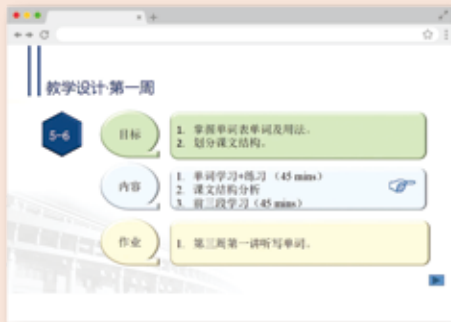 教学设计·第一周
5-6
目标
1. 掌握单词表单词及用法。
2. 划分课文结构。
内容
1. 单词学习+练习（45 mins）
2. 课文结构分析
3. 前三段学习（45 mins）
作业
1. 第三周第一讲听写单词。